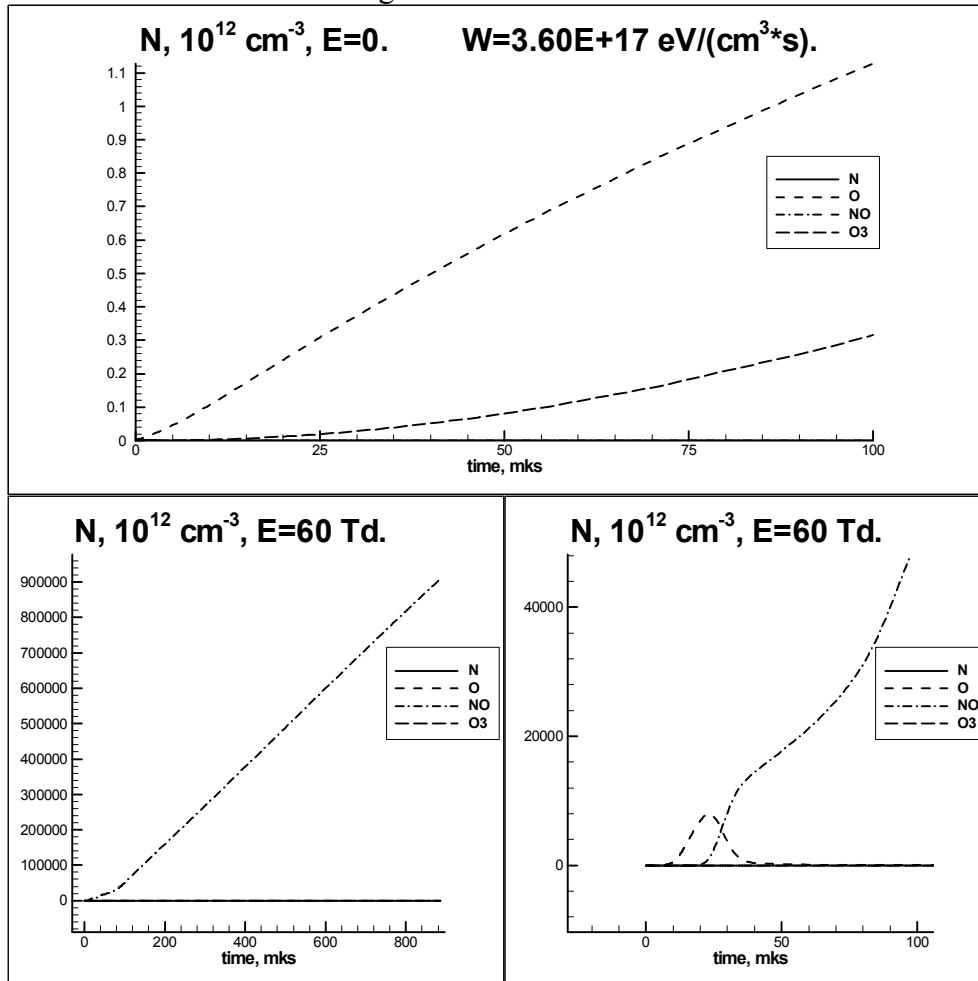 N, 10¹² cm⁻³, E=0. W=3.60E+17 eV/(cm³*s).
1.1
1
0.9
0.8
0.7
0.6
0.5
0.4
0.3
0.2
0.1
0
N
O
NO
O3
0 25 50 75 100
time, mks
N, 10¹² cm⁻³, E=60 Td.
900000
800000
700000
600000
500000
400000
300000
200000
100000
0
N
O
NO
O3
0 200 400 600 800
time, mks
N, 10¹² cm⁻³, E=60 Td.
40000
20000
0
N
O
NO
O3
0 50 100
time, mks